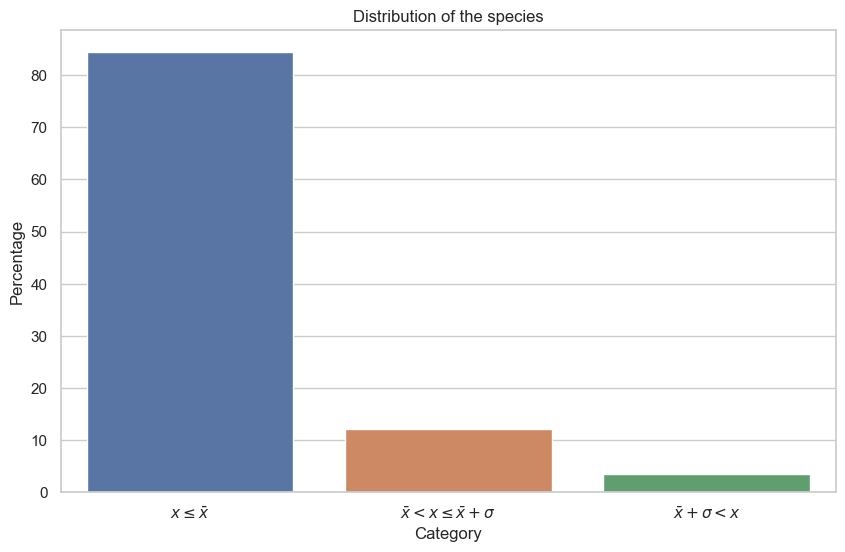 Distribution of the species
Percentage
80
70
60
50
40
30
20
10
0
x ≤ x̄
x̄ < x ≤ x̄ + σ
x̄ + σ < x
Category